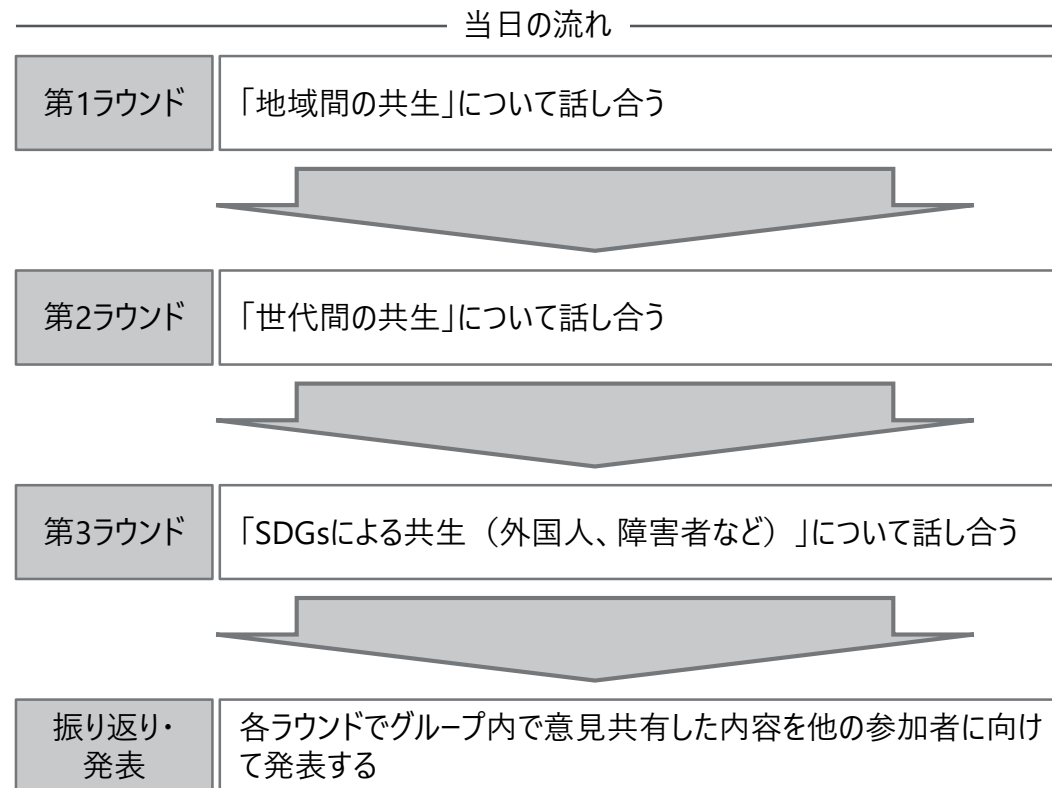 当日の流れ
第1ラウンド
「地域間の共生」について話し合う
第2ラウンド
「世代間の共生」について話し合う
第3ラウンド
「SDGsによる共生（外国人、障害者など）」について話し合う
振り返り・
発表
各ラウンドでグループ内で意見共有した内容を他の参加者に向け
て発表する